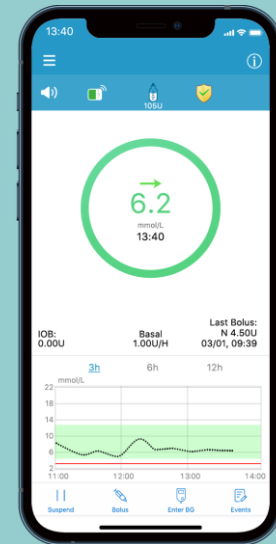 13:40
105U
6.2
mmol/L
13:40
IOB:
0.00U
Basal
1.00U/H
Last Bolus:
N 4.50U
03/01, 09:39
3h
6h
12h
mmol/L
22
18
14
10
6
2
11:00
12:00
13:00
14:00
Suspend
Bolus
Enter BG
Events